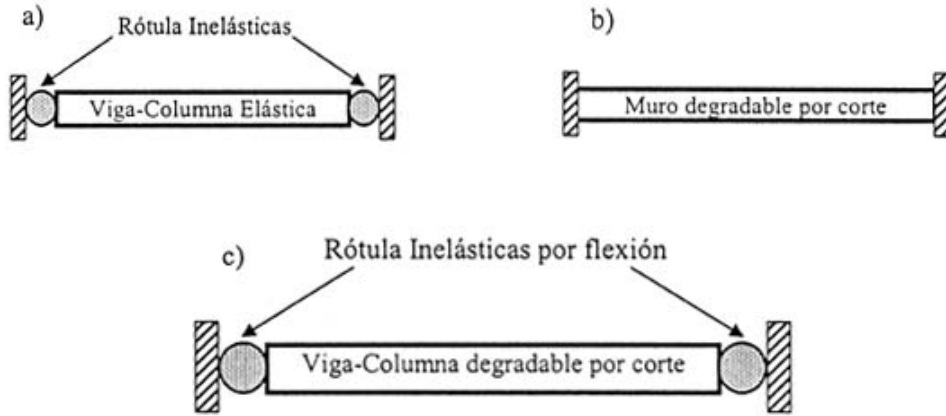 a)
Rótula Inelásticas
Viga-Columna Elástica
b)
Muro degradable por corte
c)
Rótula Inelásticas por flexión
Viga-Columna degradable por corte